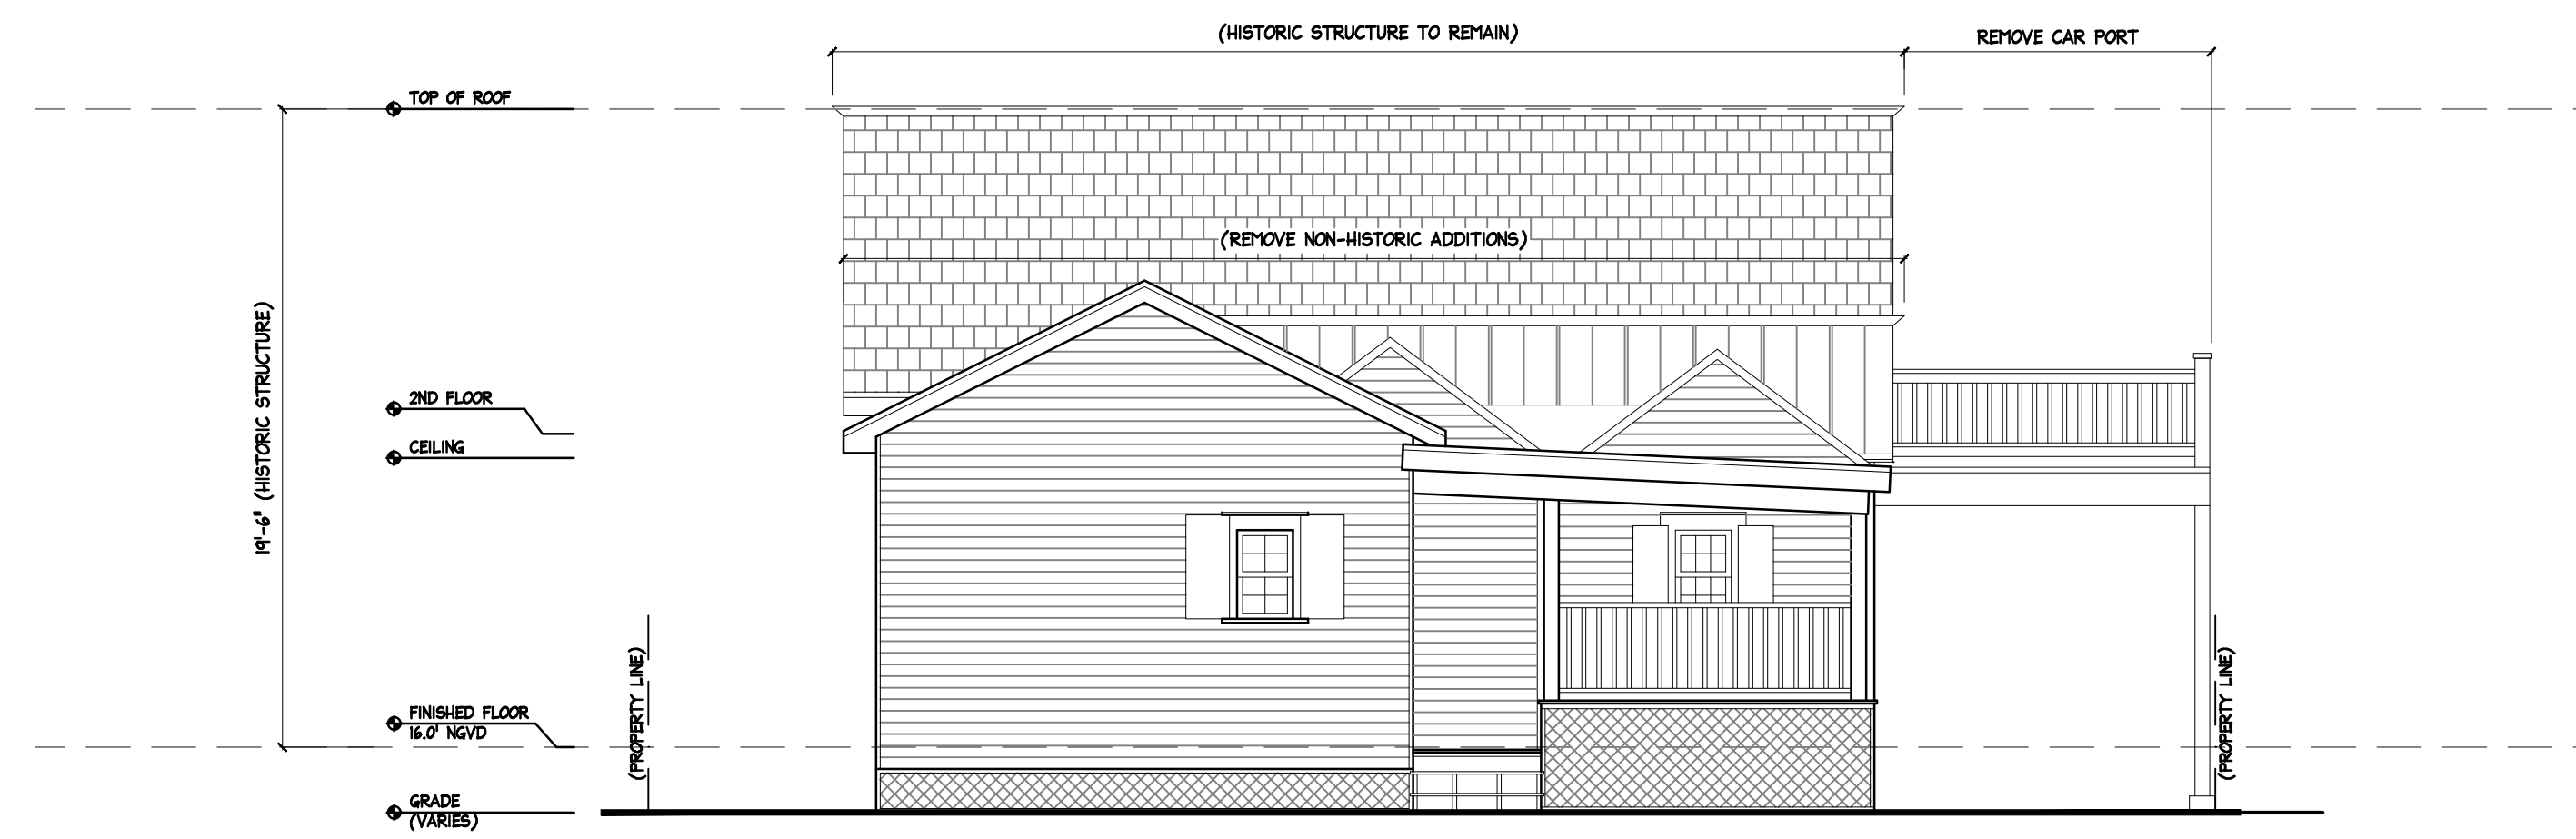 (HISTORIC STRUCTURE TO REMAIN)
REMOVE CAR PORT
TOP OF ROOF
(REMOVE NON-HISTORIC ADDITIONS)
19'-6" (HISTORIC STRUCTURE)
2ND FLOOR
CEILING
(PROPERTY LINE)
(PROPERTY LINE)
FINISHED FLOOR
16.0' NGVD
GRADE
(VARIES)